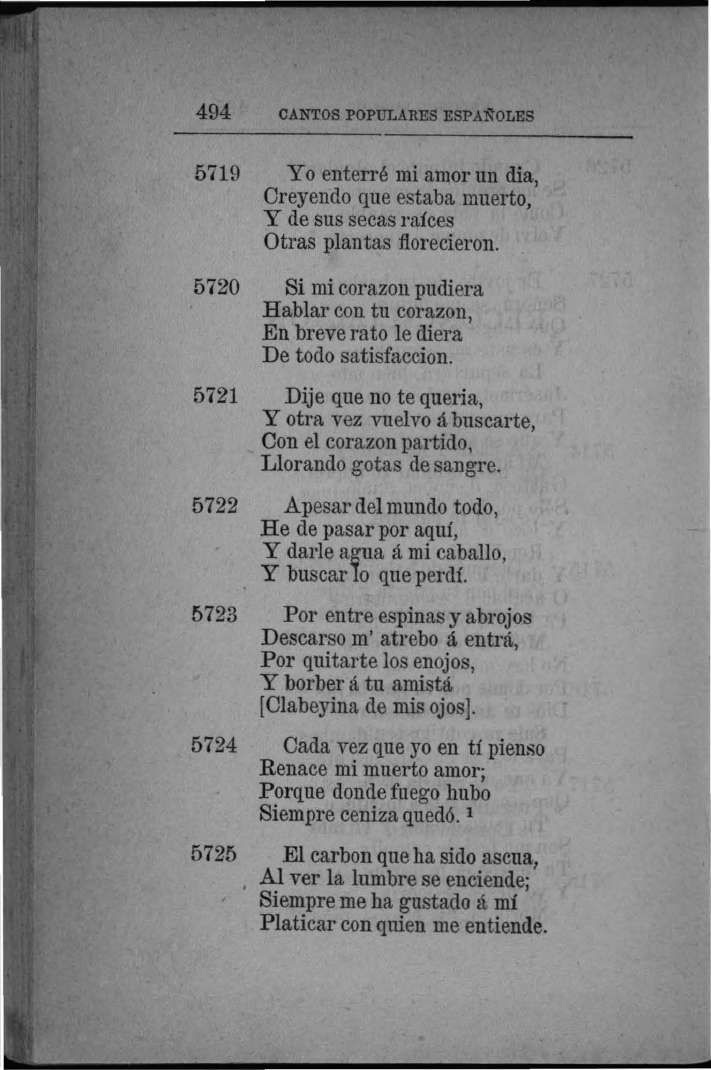 494 CANTOS POPULARES ESPAÑOLES
5719 Yo enterré mi amor un dia,
Creyendo que estaba muerto,
Y de sus secas raíces
Otras plantas florecieron.
5720 Si mi corazon pudiera
Hablar con tu corazon,
En breve rato le diera
De todo satisfaccion.
5721 Dije que no te queria,
Y otra vez vuelvo á buscarte,
Con el corazon partido,
Llorando gotas de sangre.
5722 Apesar del mundo todo,
He de pasar por aquí,
Y darle agua á mi caballo,
Y buscar lo que perdí.
5723 Por entre espinas y abrojos
Descarso m' atrebo á entrá,
Por quitarte los enojos,
Y borber á tu amistá
[Clabeyina de mis ojos].
5724 Cada vez que yo en tí pienso
Renace mi muerto amor;
Porque donde fuego hubo
Siempre ceniza quedó. 1
5725 El carbon que ha sido ascua,
Al ver la lumbre se enciende;
Siempre me ha gustado á mí
Platicar con quien me entiende.